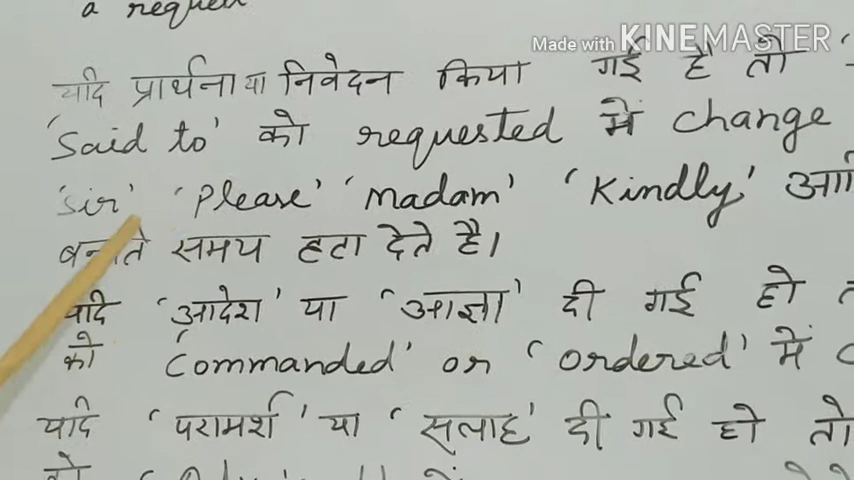 a request
Made with KINEMASTER
यदि प्रार्थना या निवेदन किया गई है तो
'Said to' को requested में change
'Sir' 'Please' 'Madam' 'Kindly'
बनाते समय हटा देते है।
यदि 'आदेश' या 'आज्ञा' दी गई हो
को 'Commanded' or 'Ordered' में
यदि 'परामर्श' या 'सलाह' दी गई हो तो
को